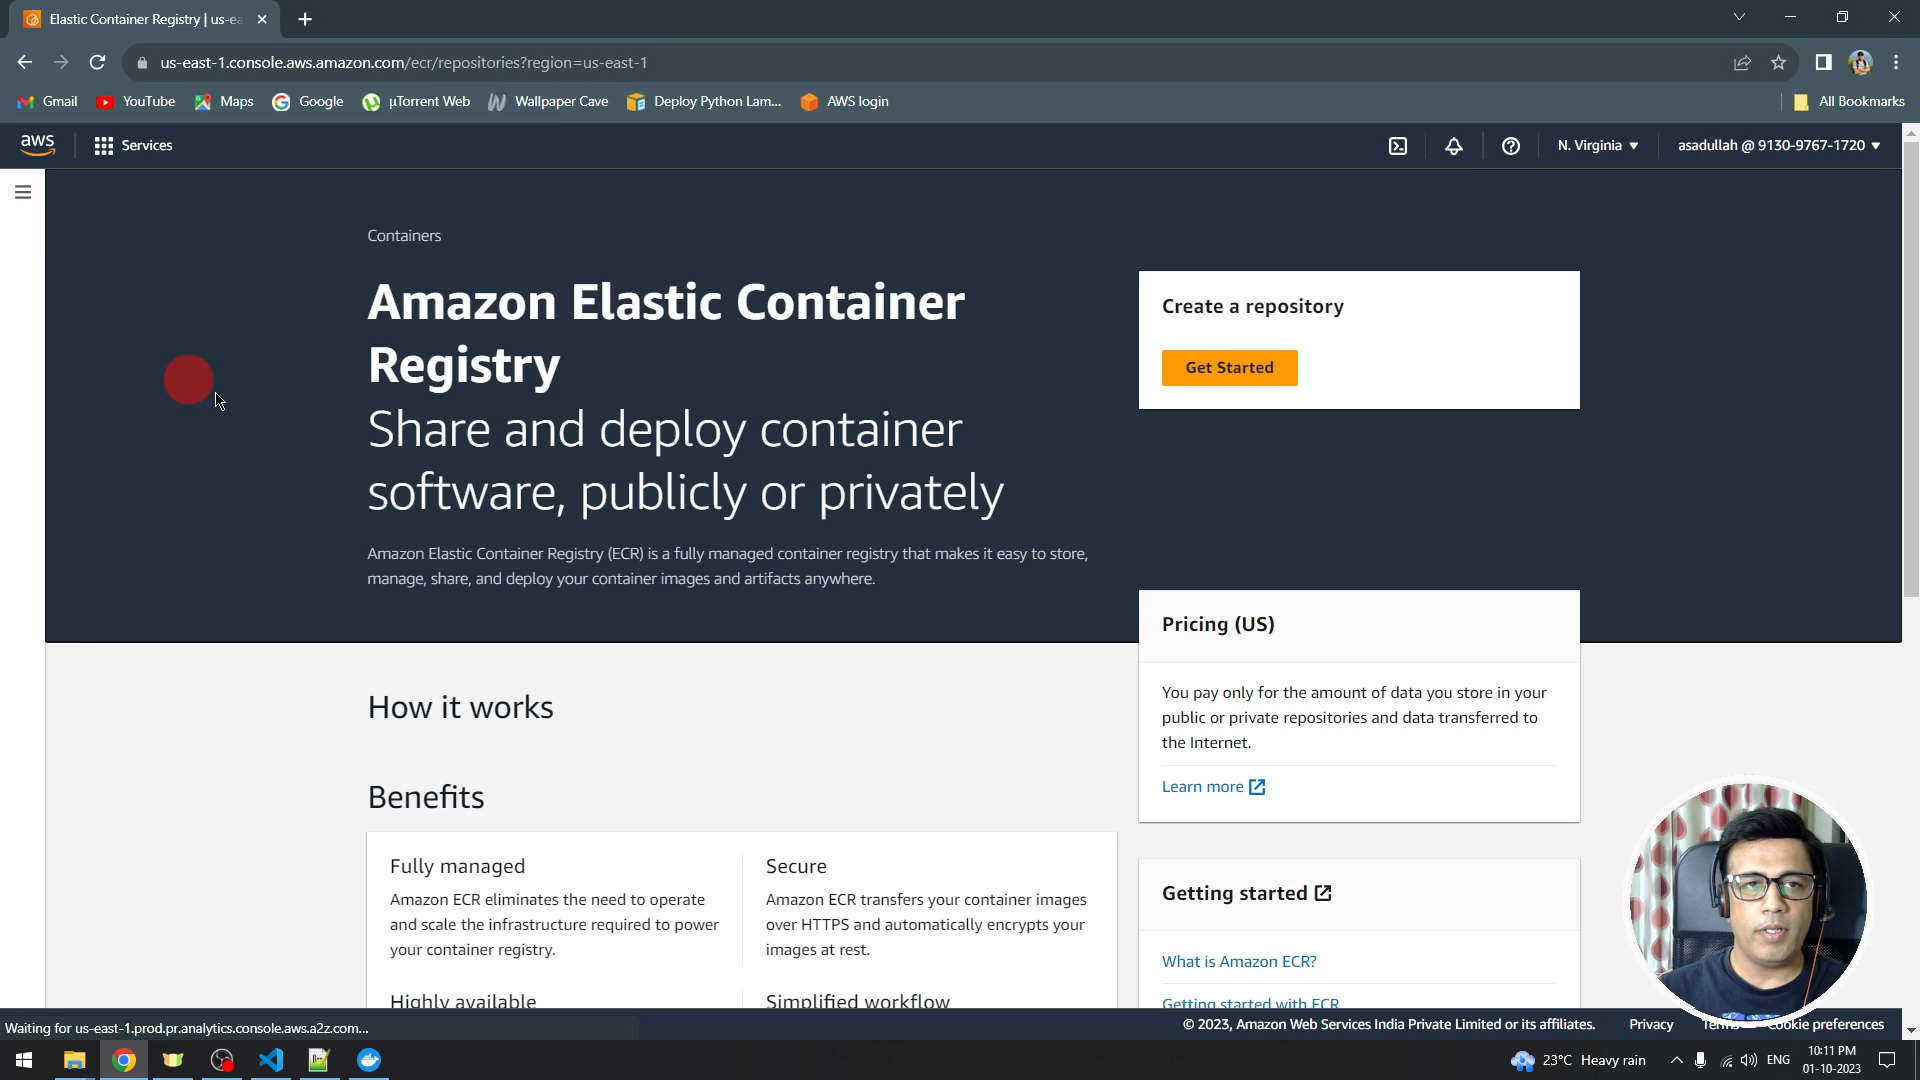 Elastic Container Registry | us-ea
us-east-1.console.aws.amazon.com/ecr/repositories?region=us-east-1
Gmail
YouTube
Maps
Google
µTorrent Web
Wallpaper Cave
Deploy Python Lam...
AWS login
All Bookmarks
aws
Services
N. Virginia
asadullah @ 9130-9767-1720
Containers
Amazon Elastic Container
Registry
Share and deploy container
software, publicly or privately
Amazon Elastic Container Registry (ECR) is a fully managed container registry that makes it easy to store,
manage, share, and deploy your container images and artifacts anywhere.
Create a repository
Get Started
Pricing (US)
You pay only for the amount of data you store in your
public or private repositories and data transferred to
the Internet.
Learn more
How it works
Benefits
Fully managed
Amazon ECR eliminates the need to operate
and scale the infrastructure required to power
your container registry.
Secure
Amazon ECR transfers your container images
over HTTPS and automatically encrypts your
images at rest.
Highly available
Simplified workflow
Getting started
What is Amazon ECR?
Getting started with ECR
Waiting for us-east-1.prod.pr.analytics.console.aws.a2z.com...
© 2023, Amazon Web Services India Private Limited or its affiliates.
Privacy
Terms
Cookie preferences
23°C Heavy rain
ENG
10:11 PM
01-10-2023